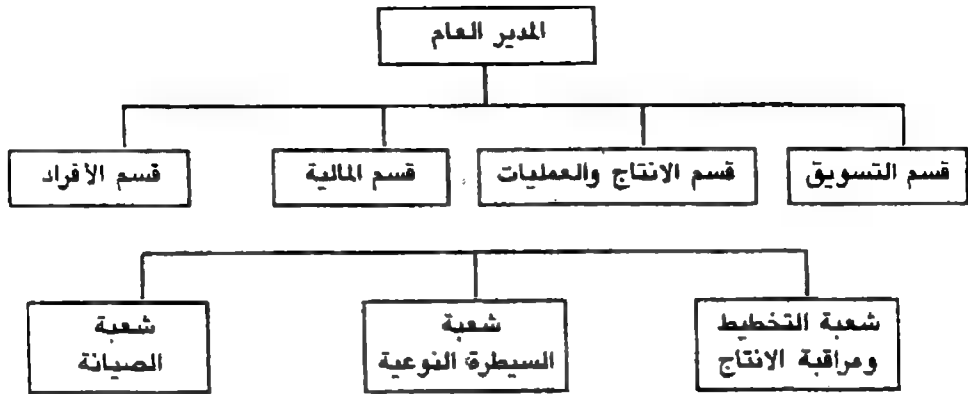 المدير العام
قسم التسويق
قسم الانتاج والعمليات
قسم المالية
قسم الأفراد
شعبة التخطيط
ومراقبة الانتاج
شعبة
السيطرة النوعية
شعبة
الصيانة